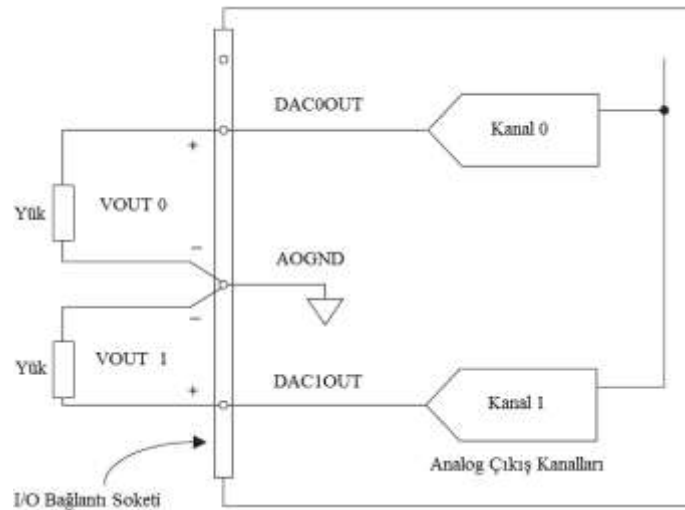 DAC0OUT
Kanal 0
+
Yük
VOUT 0
–
AOGND
–
Yük
VOUT 1
+
DAC1OUT
Kanal 1
Analog Çıkış Kanalları
I/O Bağlantı Soketi